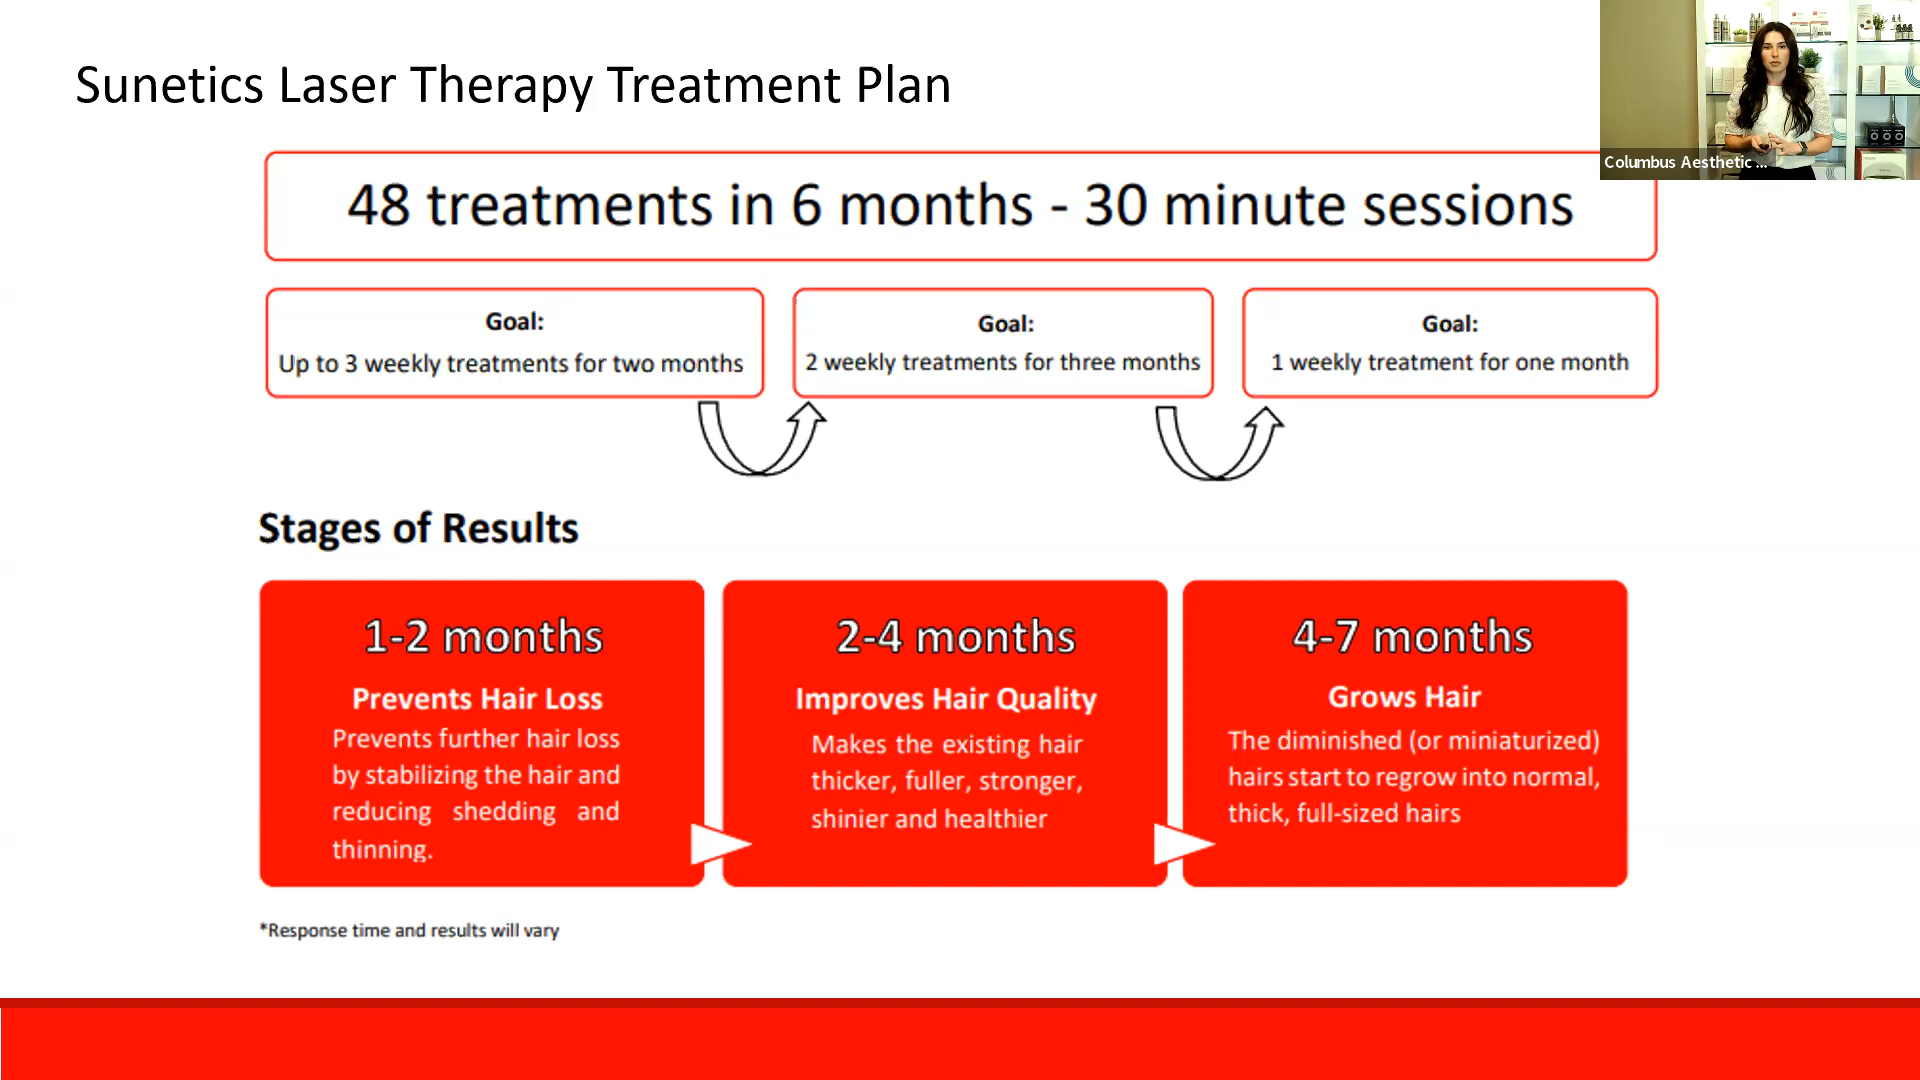 Sunetics Laser Therapy Treatment Plan
Columbus Aesthetic ...
48 treatments in 6 months - 30 minute sessions
Goal:
Up to 3 weekly treatments for two months
Goal:
2 weekly treatments for three months
Goal:
1 weekly treatment for one month
Stages of Results
1-2 months
Prevents Hair Loss
Prevents further hair loss
by stabilizing the hair and
reducing shedding and
thinning.
2-4 months
Improves Hair Quality
Makes the existing hair
thicker, fuller, stronger,
shinier and healthier
4-7 months
Grows Hair
The diminished (or miniaturized)
hairs start to regrow into normal,
thick, full-sized hairs
*Response time and results will vary